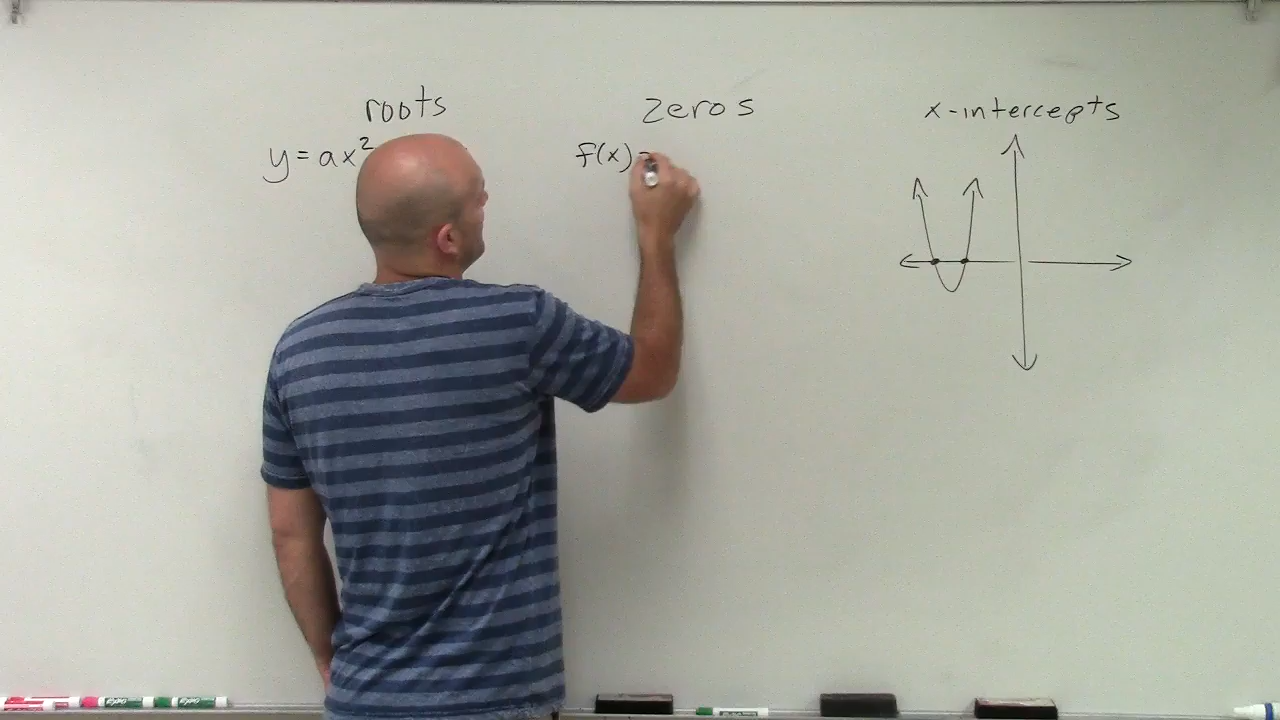 roots
y = ax²
zeros
f(x) =
x-intercepts